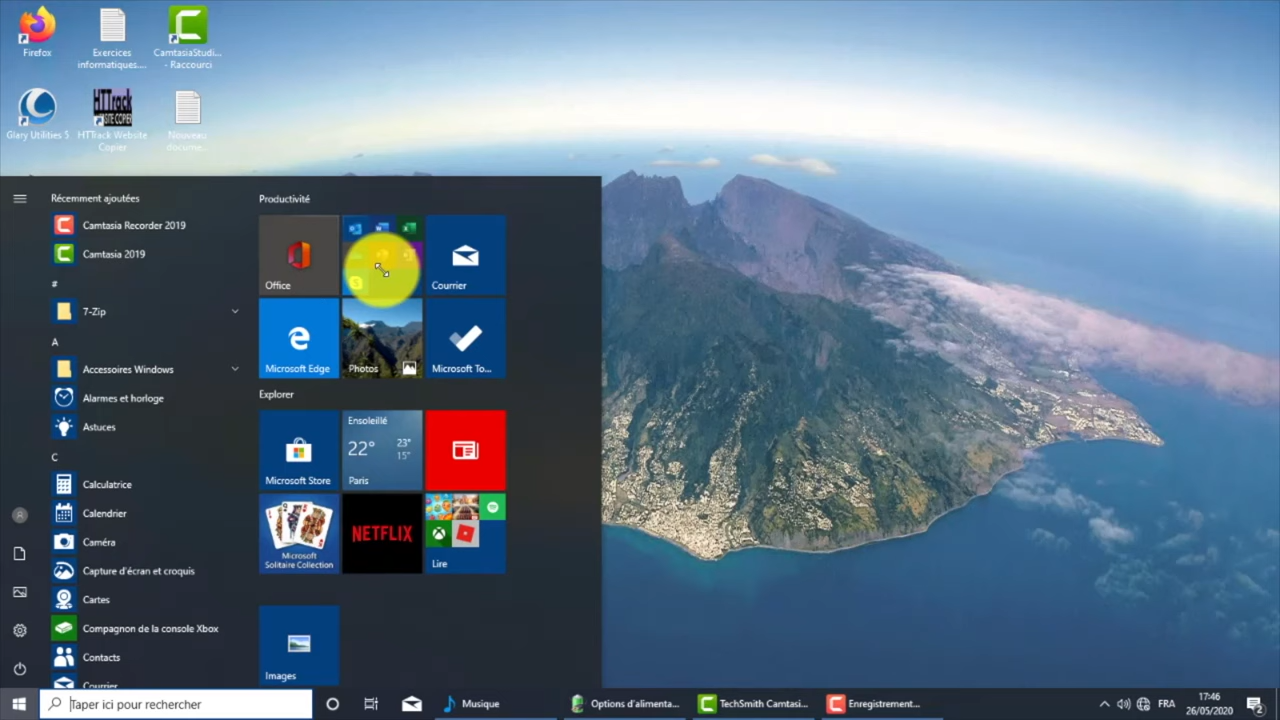 Firefox
Exercices
informatiques....
CamtasiaStudi...
- Raccourci
Glary Utilities 5
HTTrack
WEBSITE COPIER
HTTrack Website
Copier
Nouveau
docume...
Récemment ajoutées
Camtasia Recorder 2019
Camtasia 2019
#
7-Zip
A
Accessoires Windows
Alarmes et horloge
Astuces
C
Calculatrice
Calendrier
Caméra
Capture d'écran et croquis
Cartes
Compagnon de la console Xbox
Contacts
Courrier
Productivité
Office
Courrier
Microsoft Edge
Photos
Microsoft To...
Explorer
Microsoft Store
Ensoleillé
22° 23°
15°
Paris
Microsoft
Solitaire Collection
NETFLIX
Lire
Images
Taper ici pour rechercher
Musique
Options d'alimenta...
TechSmith Camtasi...
Enregistrement...
FRA
17:46
26/05/2020
2